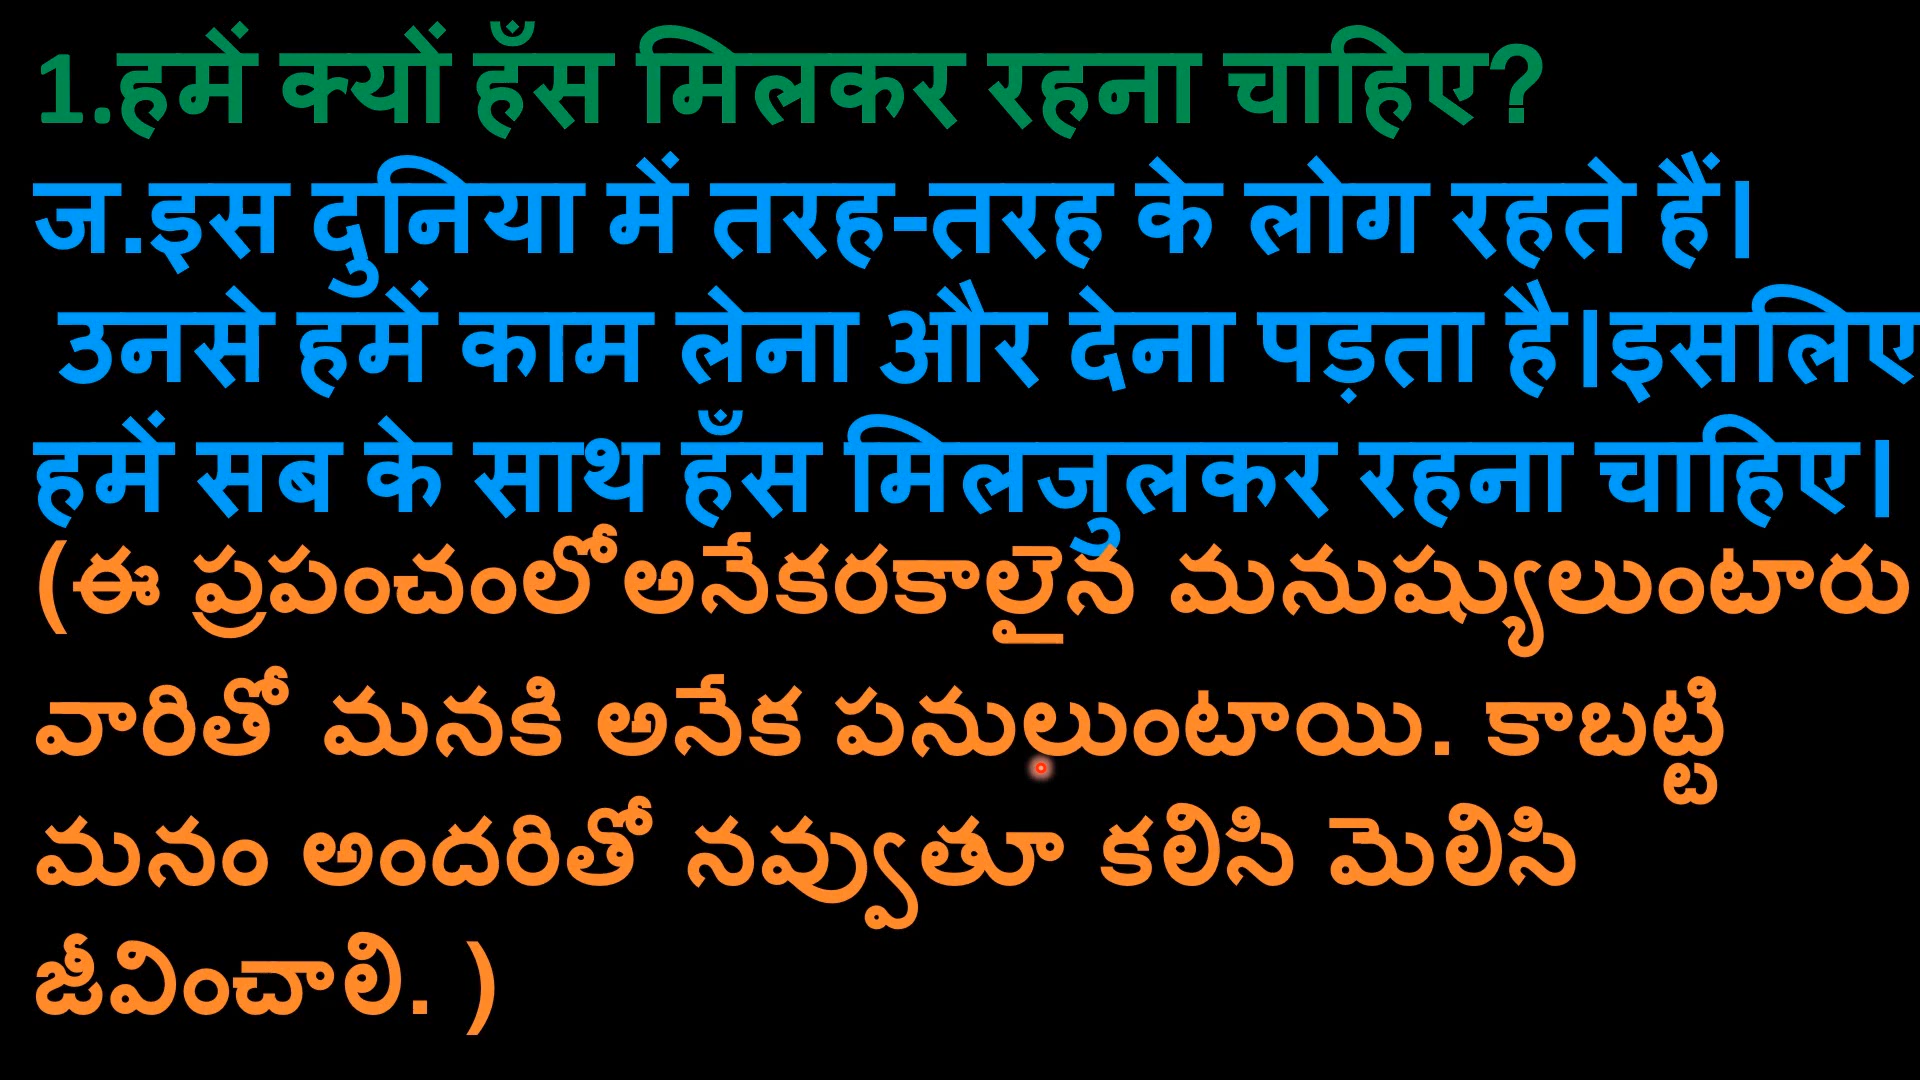 1.हमें क्यों हँस मिलकर रहना चाहिए?
ज.इस दुनिया में तरह-तरह के लोग रहते हैं।
उनसे हमें काम लेना और देना पड़ता है।इसलिए
हमें सब के साथ हँस मिलजुलकर रहना चाहिए।
(ఈ ప్రపంచంలోఅనేకరకాలైన మనుష్యులుంటారు
వారితో మనకి అనేక పనులుంటాయి. కాబట్టి
మనం అందరితో నవ్వుతూ కలిసి మెలిసి
జీవించాలి. )